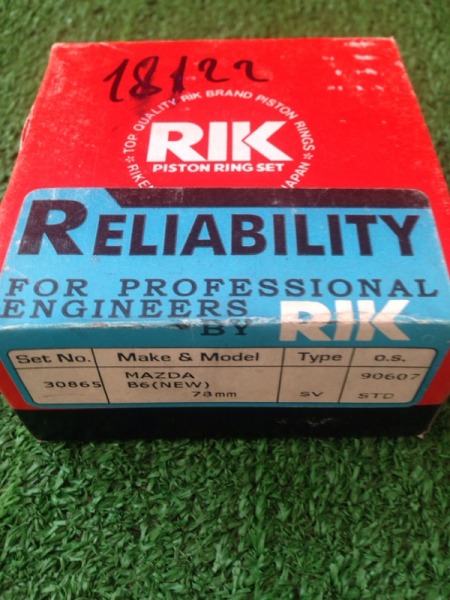 18/22
☆TOP QUALITY RIK BRAND PISTON RINGS☆
RIK
PISTON RING SET
JAPAN
RELIABILITY
FOR PROFESSIONAL
ENGINEERS
BY RIK
Set No. Make & Model Type o.s.
30865 MAZDA 90607
B6(NEW)
78mm SV STD